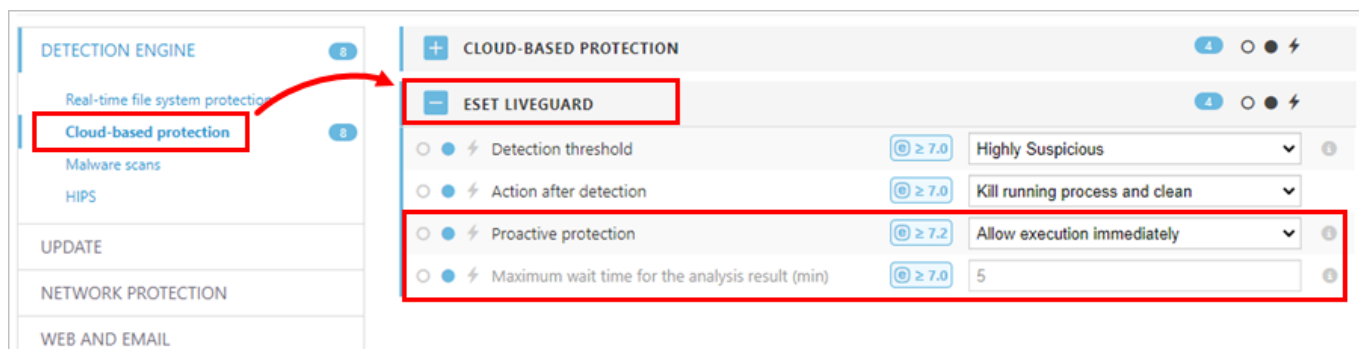 DETECTION ENGINE 8
Real-time file system protection
Cloud-based protection 8
Malware scans
HIPS
UPDATE
NETWORK PROTECTION
WEB AND EMAIL
CLOUD-BASED PROTECTION 4
ESET LIVEGUARD 4
Detection threshold ≥ 7.0 Highly Suspicious
Action after detection ≥ 7.0 Kill running process and clean
Proactive protection ≥ 7.2 Allow execution immediately
Maximum wait time for the analysis result (min) ≥ 7.0 5